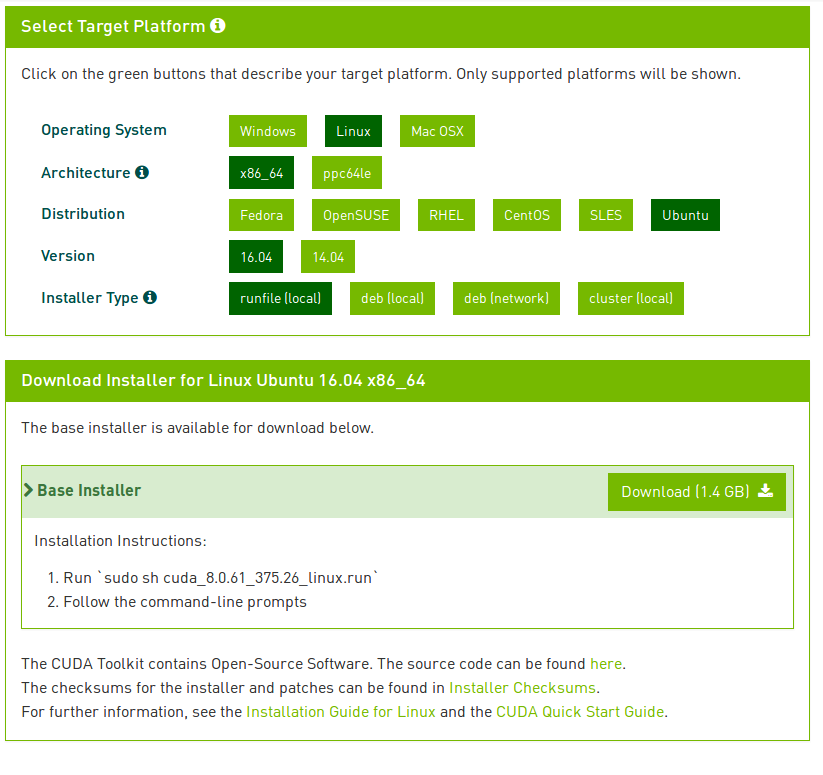 Select Target Platform
Click on the green buttons that describe your target platform. Only supported platforms will be shown.
Operating System Windows Linux Mac OSX
Architecture x86_64 ppc64le
Distribution Fedora OpenSUSE RHEL CentOS SLES Ubuntu
Version 16.04 14.04
Installer Type runfile (local) deb (local) deb (network) cluster (local)
Download Installer for Linux Ubuntu 16.04 x86_64
The base installer is available for download below.
Base Installer Download (1.4 GB)
Installation Instructions:
1. Run `sudo sh cuda_8.0.61_375.26_linux.run`
2. Follow the command-line prompts
The CUDA Toolkit contains Open-Source Software. The source code can be found here.
The checksums for the installer and patches can be found in Installer Checksums.
For further information, see the Installation Guide for Linux and the CUDA Quick Start Guide.